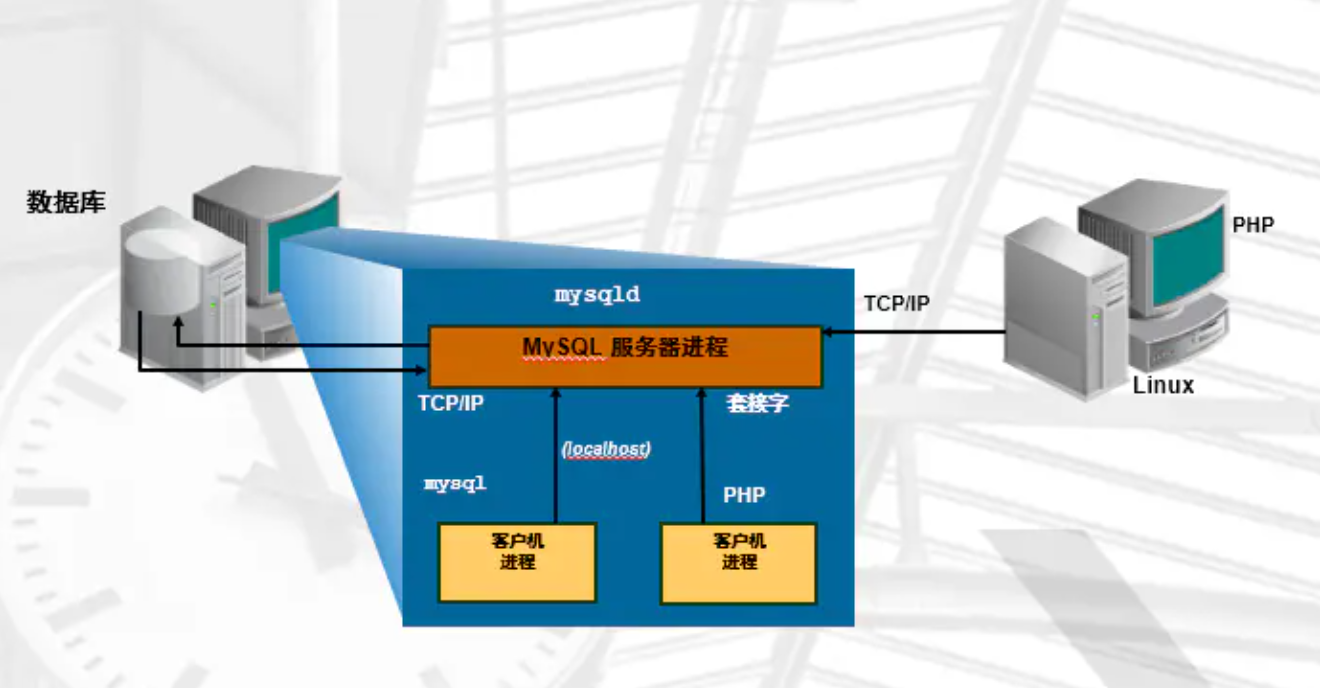 数据库
PHP
mysqld
TCP/IP
MySQL 服务器进程
Linux
TCP/IP
套接字
(localhost)
mysql
PHP
客户机
进程
客户机
进程